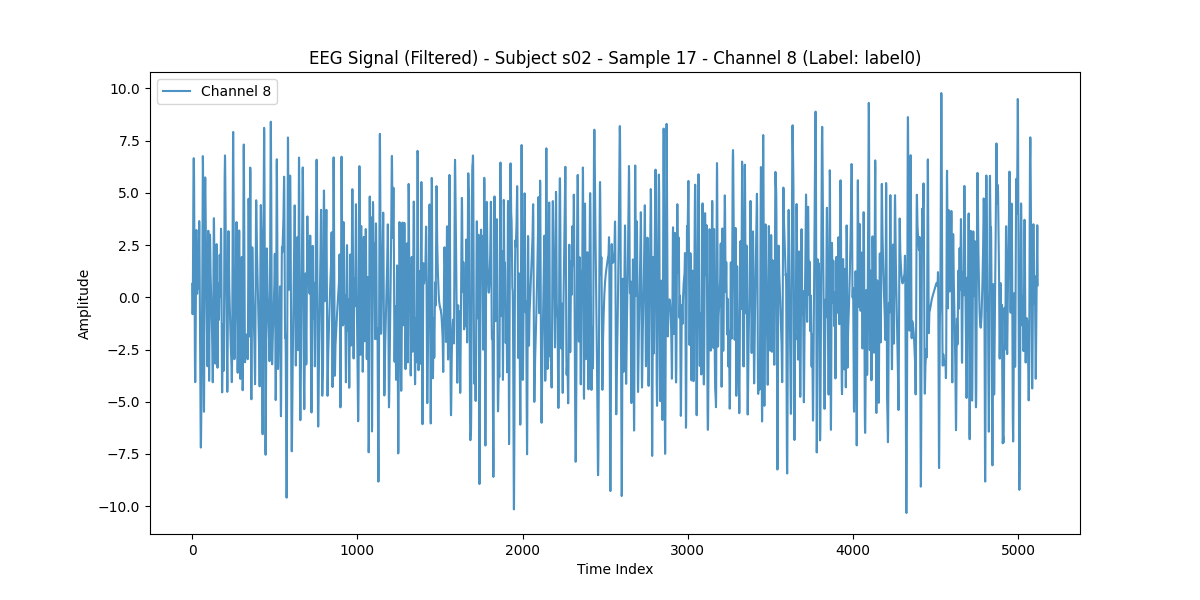 EEG Signal (Filtered) - Subject s02 - Sample 17 - Channel 8 (Label: label0)
Channel 8
10.0
7.5
5.0
2.5
0.0
−2.5
−5.0
−7.5
−10.0
Amplitude
0 1000 2000 3000 4000 5000
Time Index